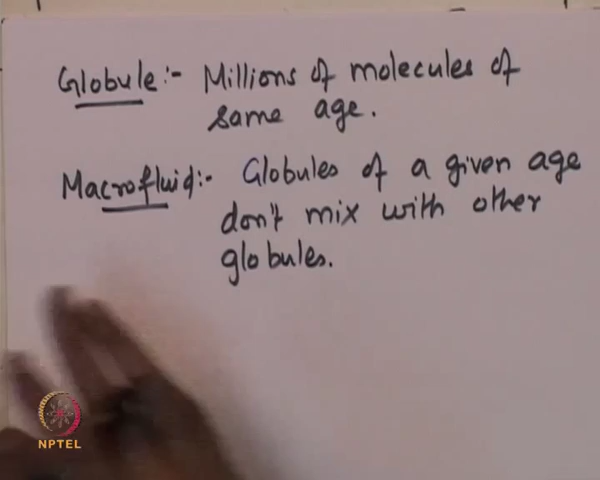 Globule:- Millions of molecules of
same age.
Macrofluid:- Globules of a given age
don't mix with other
globules.
NPTEL